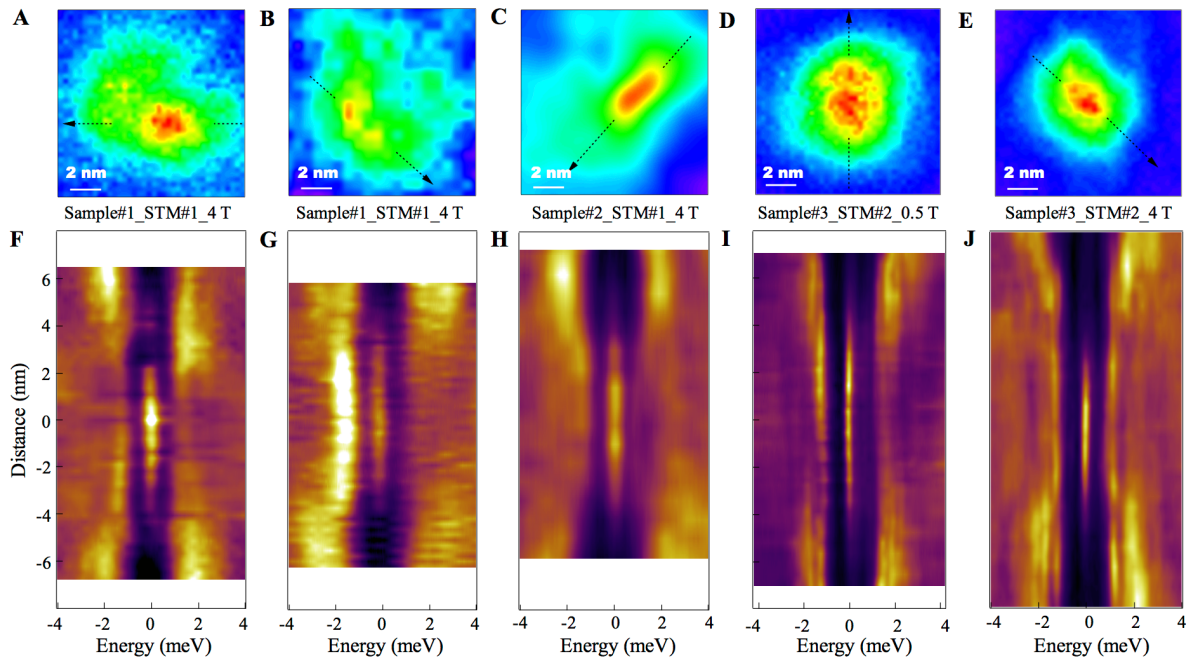 A
B
C
D
E
2 nm
2 nm
2 nm
2 nm
2 nm
Sample#1_STM#1_4 T
Sample#1_STM#1_4 T
Sample#2_STM#1_4 T
Sample#3_STM#2_0.5 T
Sample#3_STM#2_4 T
F
G
H
I
J
Distance (nm)
6
4
2
0
-2
-4
-6
-4 -2 0 2 4
-4 -2 0 2 4
-4 -2 0 2 4
-4 -2 0 2 4
-4 -2 0 2 4
Energy (meV)
Energy (meV)
Energy (meV)
Energy (meV)
Energy (meV)